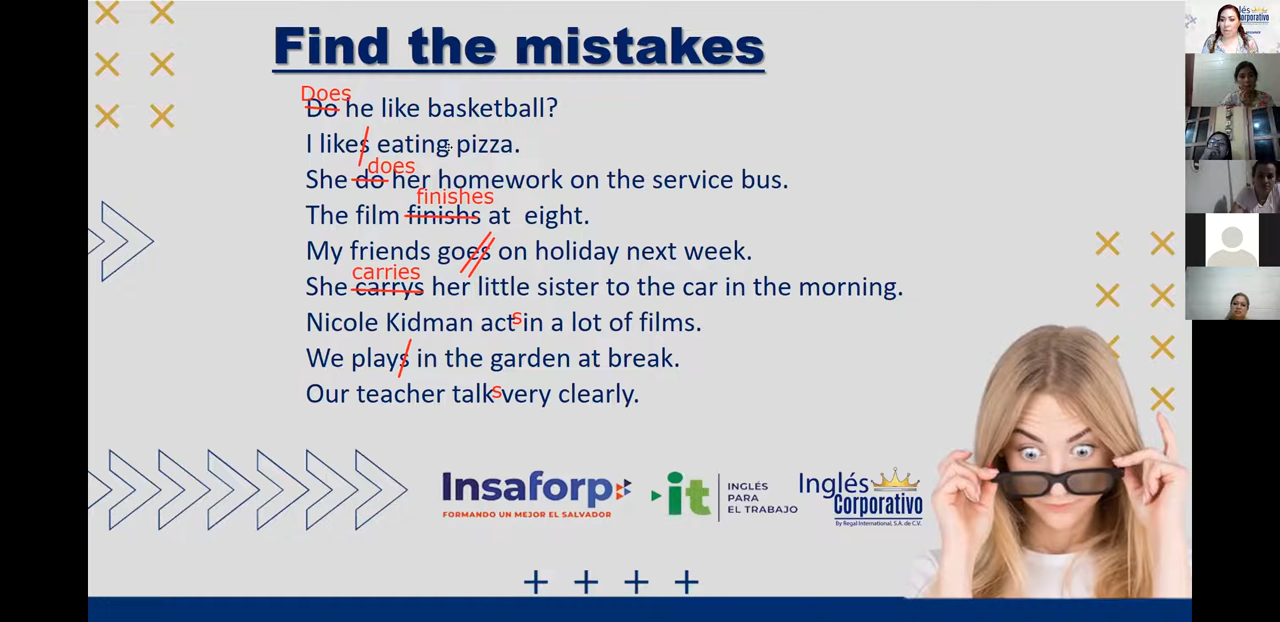 Find the mistakes
Does
Do he like basketball?
I likes eating pizza.
does
She do her homework on the service bus.
finishes
The film finishs at eight.
My friends goes on holiday next week.
carries
She carrys her little sister to the car in the morning.
Nicole Kidman act s in a lot of films.
We plays in the garden at break.
Our teacher talk s very clearly.
Insaforp
FORMANDO UN MEJOR EL SALVADOR
it
INGLÉS
PARA
EL TRABAJO
Inglés
Corporativo
By Regal International, S.A. de C.V.